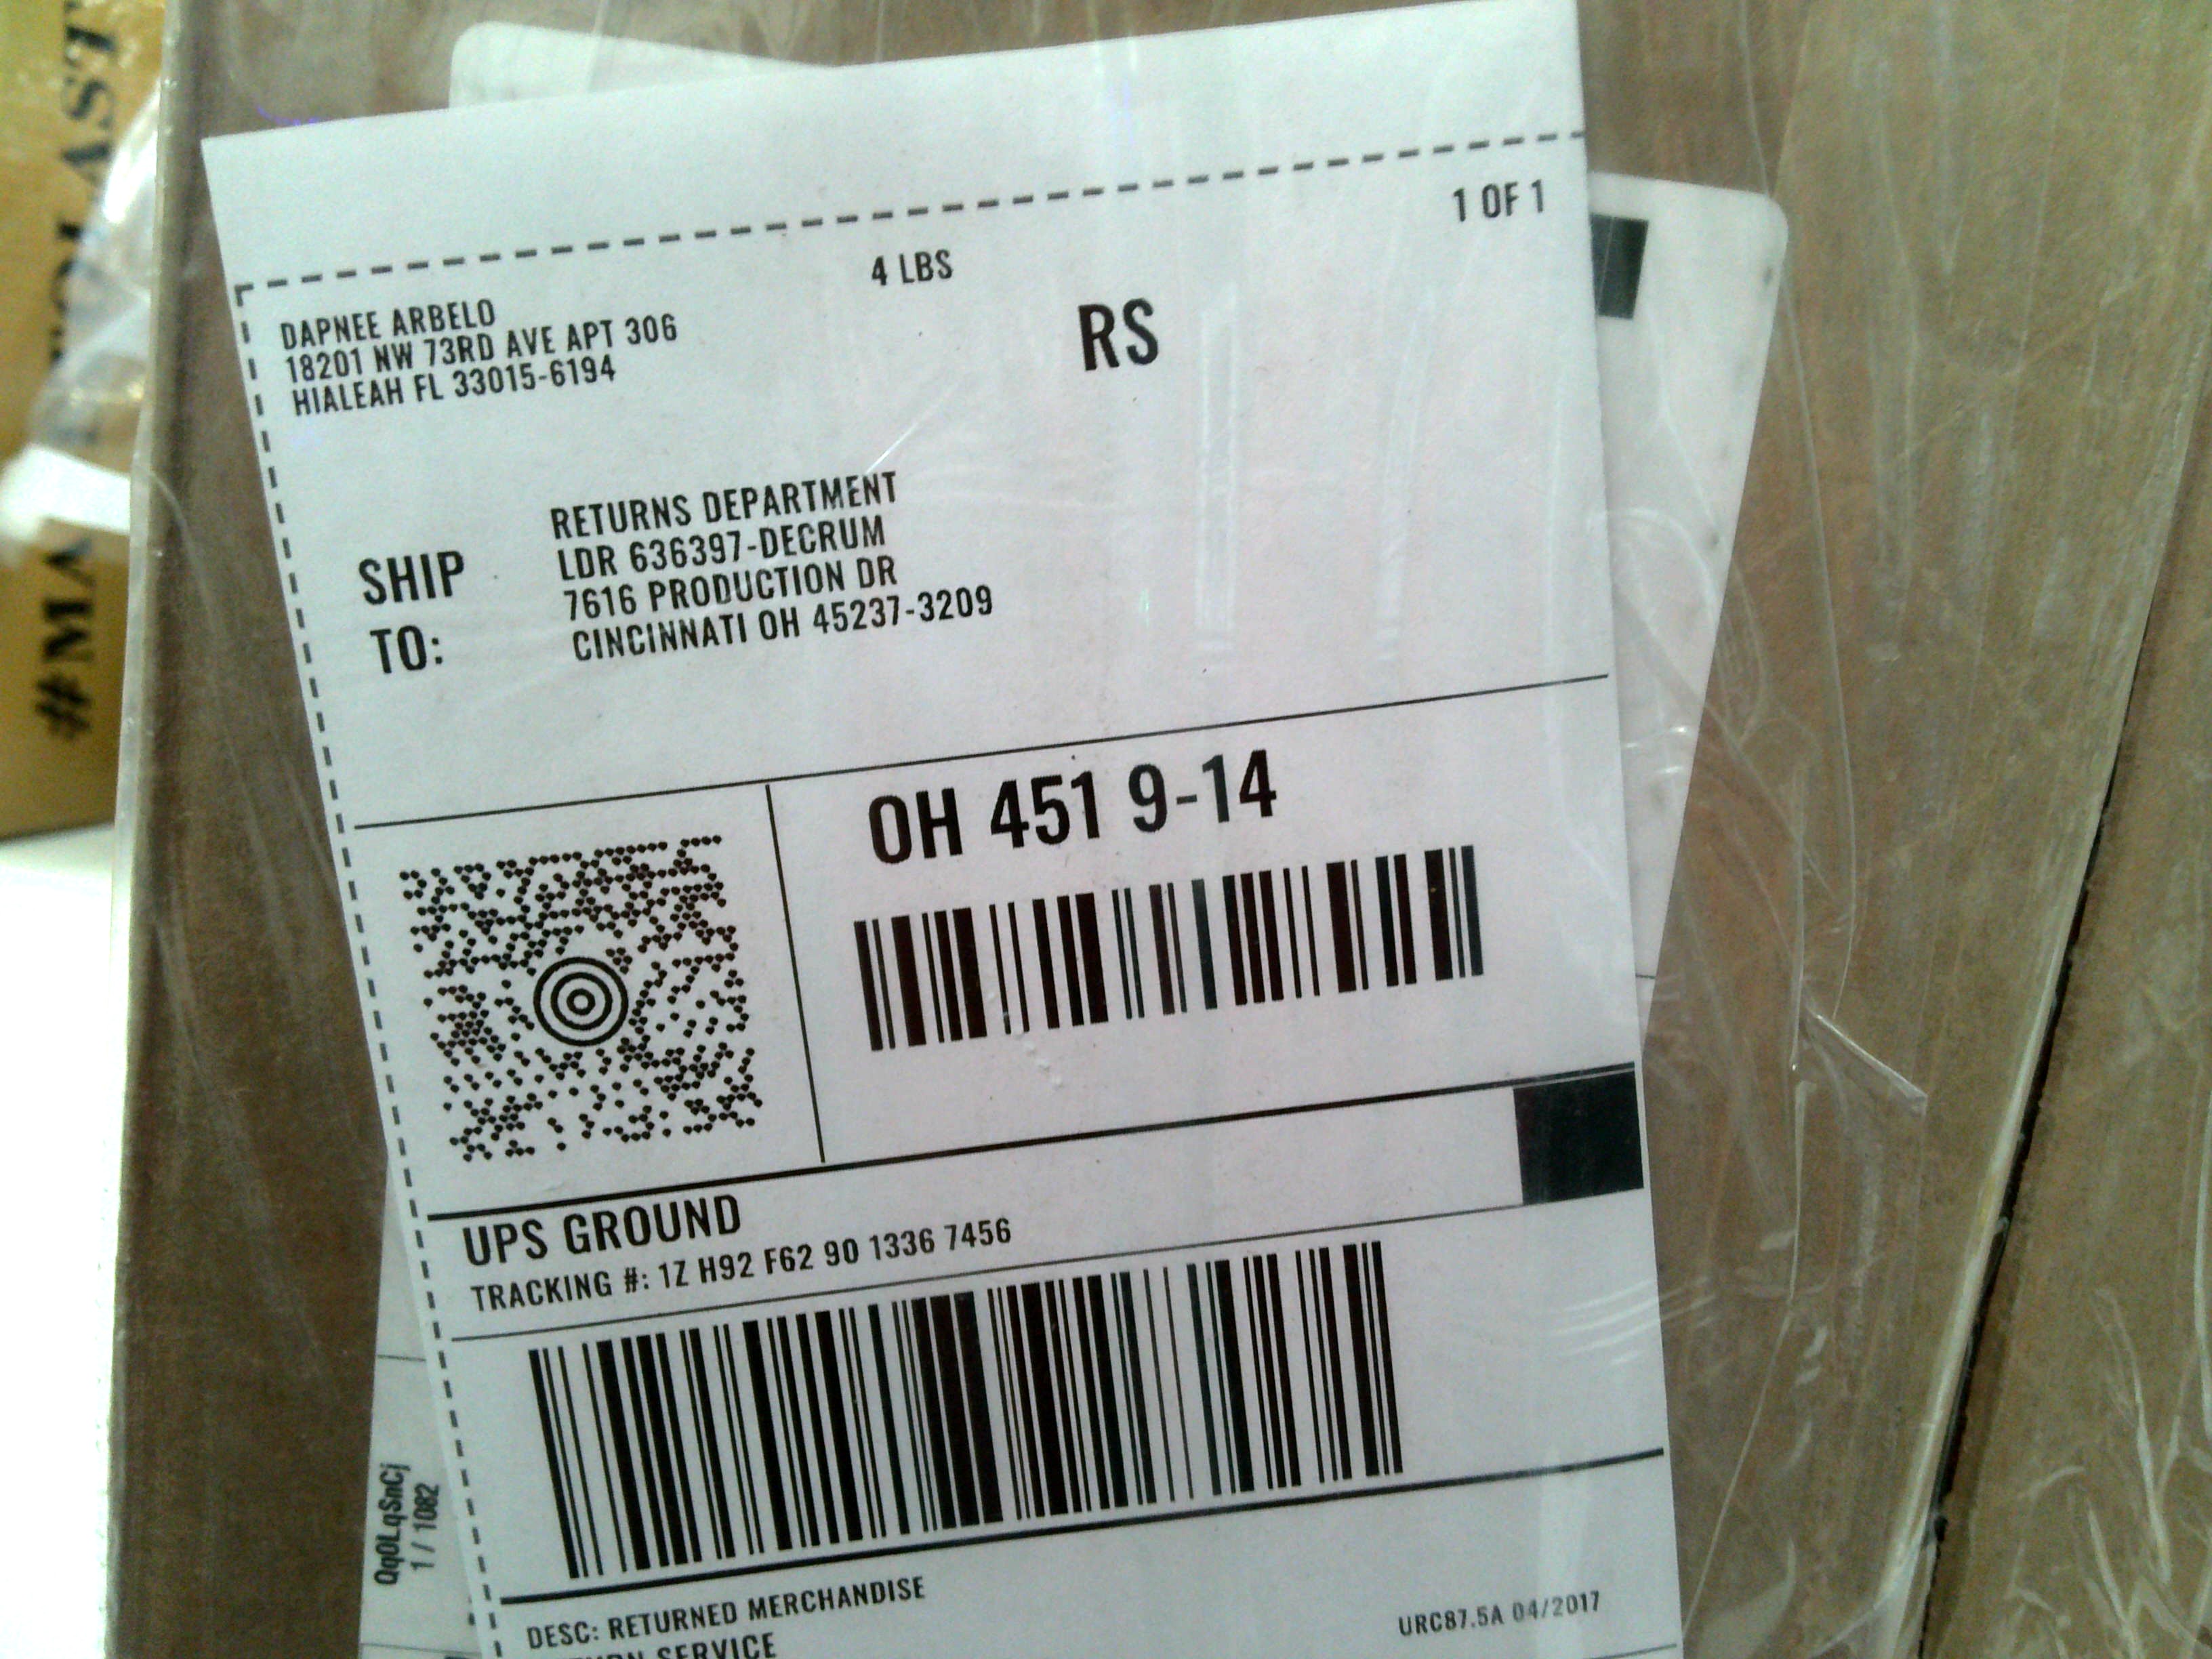 1 OF 1
4 LBS
RS
DAPNEE ARBELO
18201 NW 73RD AVE APT 306
HIALEAH FL 33015-6194
SHIP
TO:
RETURNS DEPARTMENT
LDR 636397-DECRUM
7616 PRODUCTION DR
CINCINNATI OH 45237-3209
OH 451 9-14
UPS GROUND
TRACKING #: 1Z H92 F62 90 1336 7456
DESC: RETURNED MERCHANDISE
SERVICE
URC87.5A 04/2017
QqOLqSnCj
1 / 1082